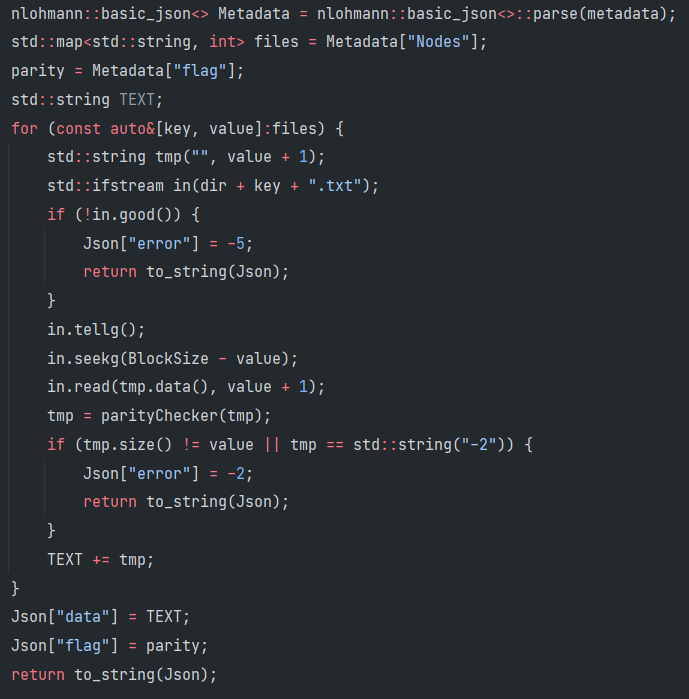 nlohmann::basic_json<> Metadata = nlohmann::basic_json<>::parse(metadata);
std::map<std::string, int> files = Metadata["Nodes"];
parity = Metadata["flag"];
std::string TEXT;
for (const auto&[key, value]:files) {
    std::string tmp("", value + 1);
    std::ifstream in(dir + key + ".txt");
    if (!in.good()) {
        Json["error"] = -5;
        return to_string(Json);
    }
    in.tellg();
    in.seekg(BlockSize - value);
    in.read(tmp.data(), value + 1);
    tmp = parityChecker(tmp);
    if (tmp.size() != value || tmp == std::string("-2")) {
        Json["error"] = -2;
        return to_string(Json);
    }
    TEXT += tmp;
}
Json["data"] = TEXT;
Json["flag"] = parity;
return to_string(Json);